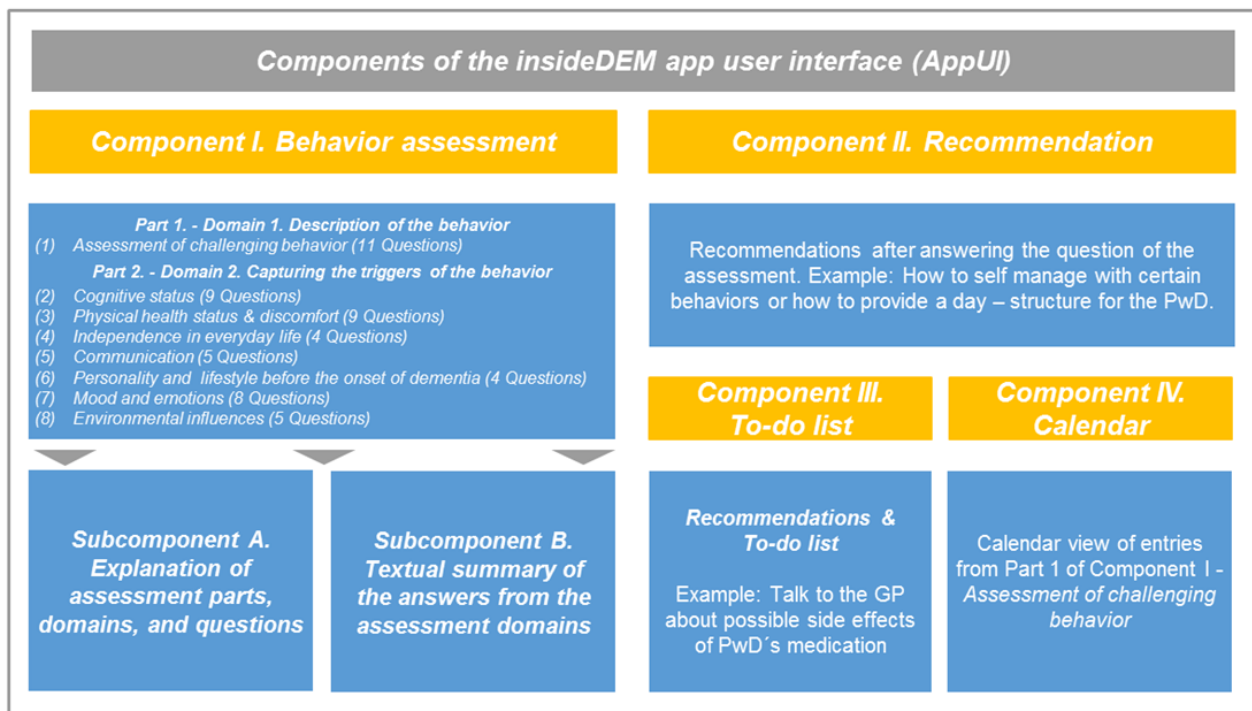 Components of the insideDEM app user interface (AppUI)
Component I. Behavior assessment
Part 1. - Domain 1. Description of the behavior
(1) Assessment of challenging behavior (11 Questions)
Part 2. - Domain 2. Capturing the triggers of the behavior
(2) Cognitive status (9 Questions)
(3) Physical health status & discomfort (9 Questions)
(4) Independence in everyday life (4 Questions)
(5) Communication (5 Questions)
(6) Personality and lifestyle before the onset of dementia (4 Questions)
(7) Mood and emotions (8 Questions)
(8) Environmental influences (5 Questions)
Subcomponent A.
Explanation of
assessment parts,
domains, and questions
Subcomponent B.
Textual summary of
the answers from the
assessment domains
Component II. Recommendation
Recommendations after answering the question of the
assessment. Example: How to self manage with certain
behaviors or how to provide a day – structure for the PwD.
Component III.
To-do list
Recommendations &
To-do list
Example: Talk to the GP
about possible side effects
of PwD´s medication
Component IV.
Calendar
Calendar view of entries
from Part 1 of Component I -
Assessment of challenging
behavior